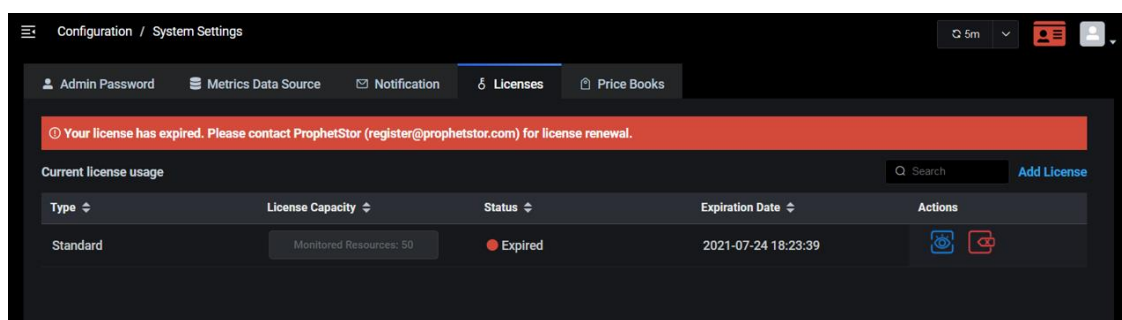 Configuration / System Settings
5m
Admin Password Metrics Data Source Notification Licenses Price Books
Your license has expired. Please contact ProphetStor (register@prophetstor.com) for license renewal.
Current license usage Search Add License
Type License Capacity Status Expiration Date Actions
Standard Monitored Resources: 50 Expired 2021-07-24 18:23:39